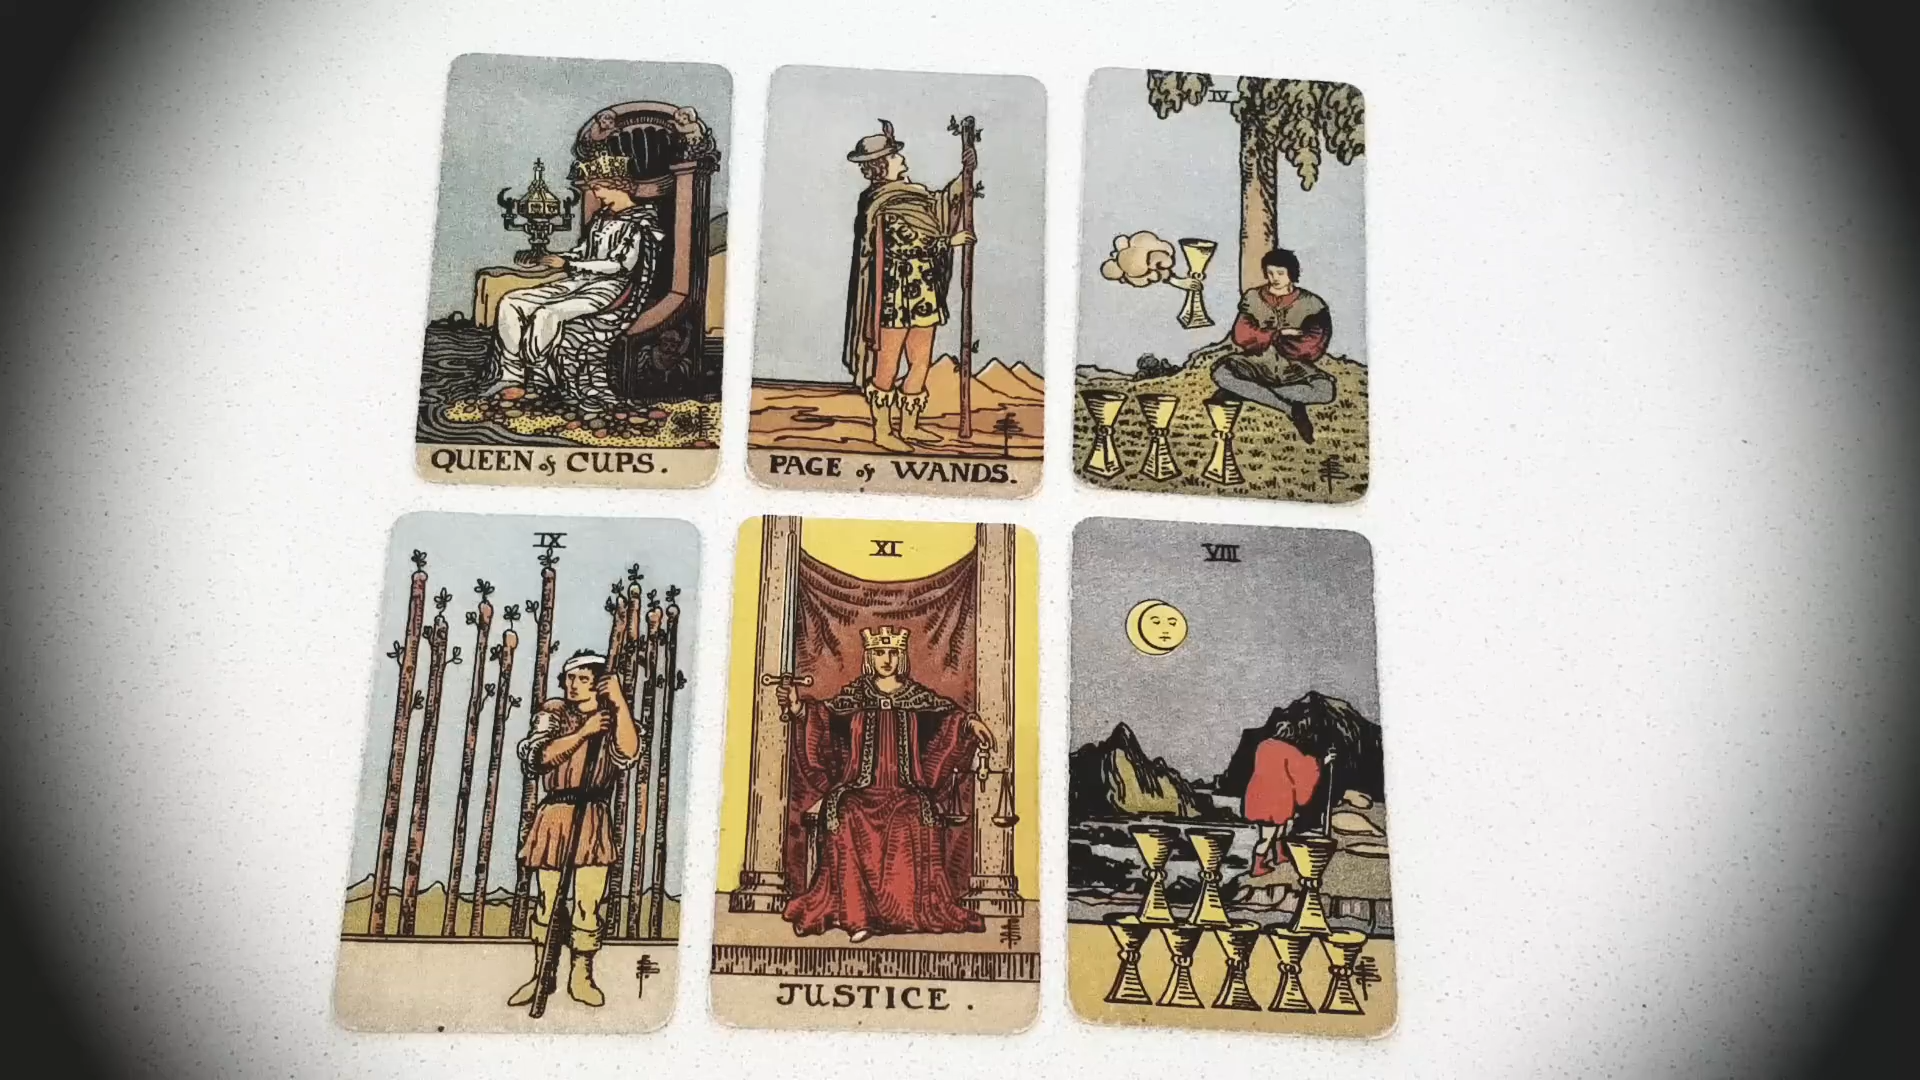 QUEEN of CUPS.
PAGE of WANDS.
IV
IX
XI
JUSTICE.
VIII